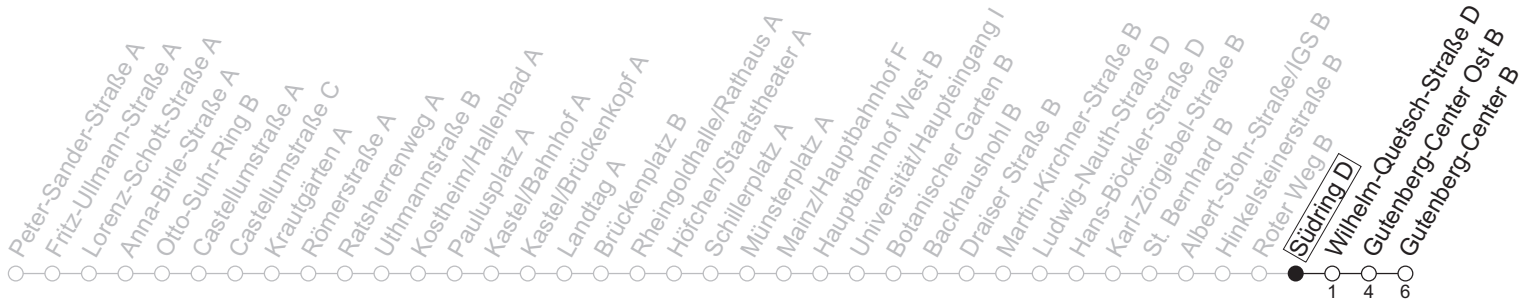 Peter-Sander-Straße A
Fritz-Ullmann-Straße A
Lorenz-Schott-Straße A
Anna-Birle-Straße A
Otto-Suhr-Ring B
Castellumstraße A
Castellumstraße C
Krautgärten A
Römerstraße A
Ratsherrenweg A
Uthmannstraße B
Kostheim/Hallenbad A
Paulusplatz A
Kastel/Bahnhof A
Kastel/Brückenkopf A
Landtag A
Brückenplatz B
Rheingoldhalle/Rathaus A
Höfchen/Staatstheater A
Schillerplatz A
Münsterplatz A
Mainz/Hauptbahnhof F
Hauptbahnhof West B
Universität/Haupteingang I
Botanischer Garten B
Backhaushohl B
Draiser Straße B
Martin-Kirchner-Straße B
Ludwig-Nauth-Straße D
Hans-Böckler-Straße D
Karl-Zörgiebel-Straße B
St. Bernhard B
Albert-Stohr-Straße/IGS B
Hinkelsteinerstraße B
Roter Weg B
Südring D
Wilhelm-Quetsch-Straße D
Gutenberg-Center Ost B
Gutenberg-Center B
1 4 6